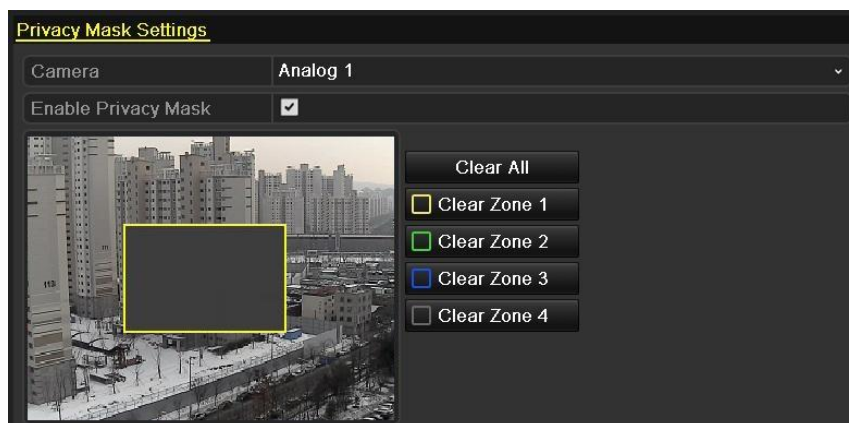 Privacy Mask Settings
Camera Analog 1
Enable Privacy Mask
Clear All
Clear Zone 1
Clear Zone 2
Clear Zone 3
Clear Zone 4